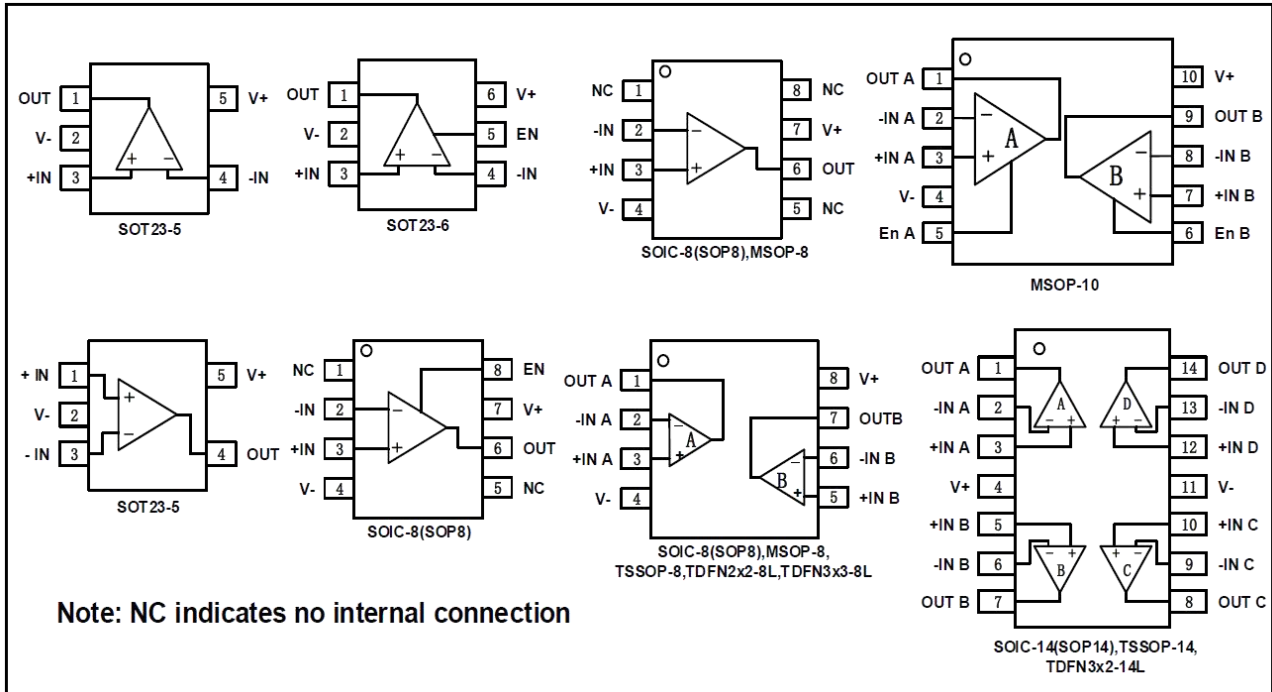 OUT 1 5 V+
V- 2
+IN 3 + − 4 -IN
SOT23-5
OUT 1 6 V+
V- 2 5 EN
+IN 3 + − 4 -IN
SOT23-6
NC 1 8 NC
-IN 2 − 7 V+
+IN 3 + 6 OUT
V- 4 5 NC
SOIC-8(SOP8),MSOP-8
OUT A 1 10 V+
-IN A 2 − A 9 OUT B
+IN A 3 + − 8 -IN B
V- 4 B + 7 +IN B
En A 5 6 En B
MSOP-10
+ IN 1 + 5 V+
V- 2
- IN 3 − 4 OUT
SOT23-5
NC 1 8 EN
-IN 2 − 7 V+
+IN 3 + 6 OUT
V- 4 5 NC
SOIC-8(SOP8)
OUT A 1 8 V+
-IN A 2 − A 7 OUTB
+IN A 3 + − 6 -IN B
V- 4 B + 5 +IN B
SOIC-8(SOP8),MSOP-8,
TSSOP-8,TDFN2x2-8L,TDFN3x3-8L
OUT A 1 14 OUT D
-IN A 2 A − + D + − 13 -IN D
+IN A 3 12 +IN D
V+ 4 11 V-
+IN B 5 10 +IN C
-IN B 6 − + B + − C 9 -IN C
OUT B 7 8 OUT C
SOIC-14(SOP14),TSSOP-14,
TDFN3x2-14L
Note: NC indicates no internal connection